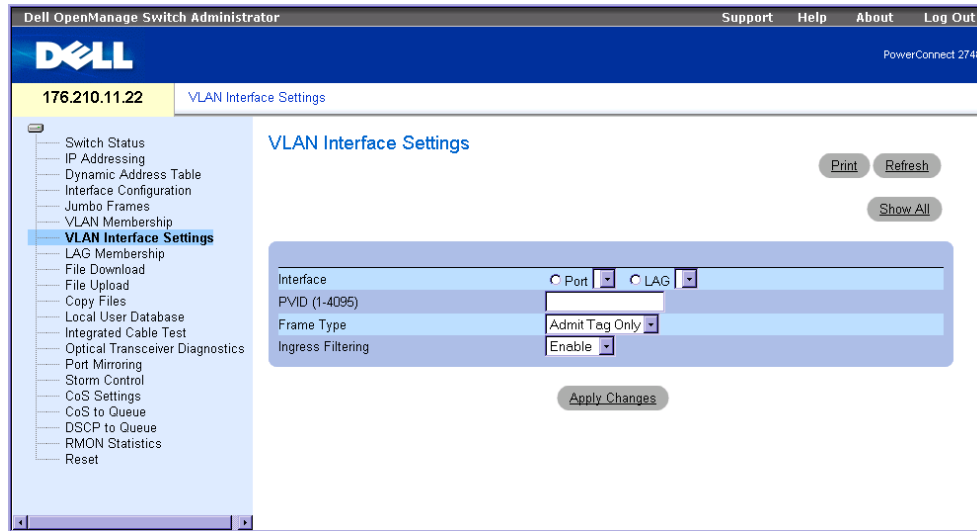 Dell OpenManage Switch Administrator Support Help About Log Out
DELL
PowerConnect 2748
176.210.11.22 VLAN Interface Settings
Switch Status
IP Addressing
Dynamic Address Table
Interface Configuration
Jumbo Frames
VLAN Membership
VLAN Interface Settings
LAG Membership
File Download
File Upload
Copy Files
Local User Database
Integrated Cable Test
Optical Transceiver Diagnostics
Port Mirroring
Storm Control
CoS Settings
CoS to Queue
DSCP to Queue
RMON Statistics
Reset
VLAN Interface Settings
Print Refresh
Show All
Interface Port LAG
PVID (1-4095)
Frame Type Admit Tag Only
Ingress Filtering Enable
Apply Changes